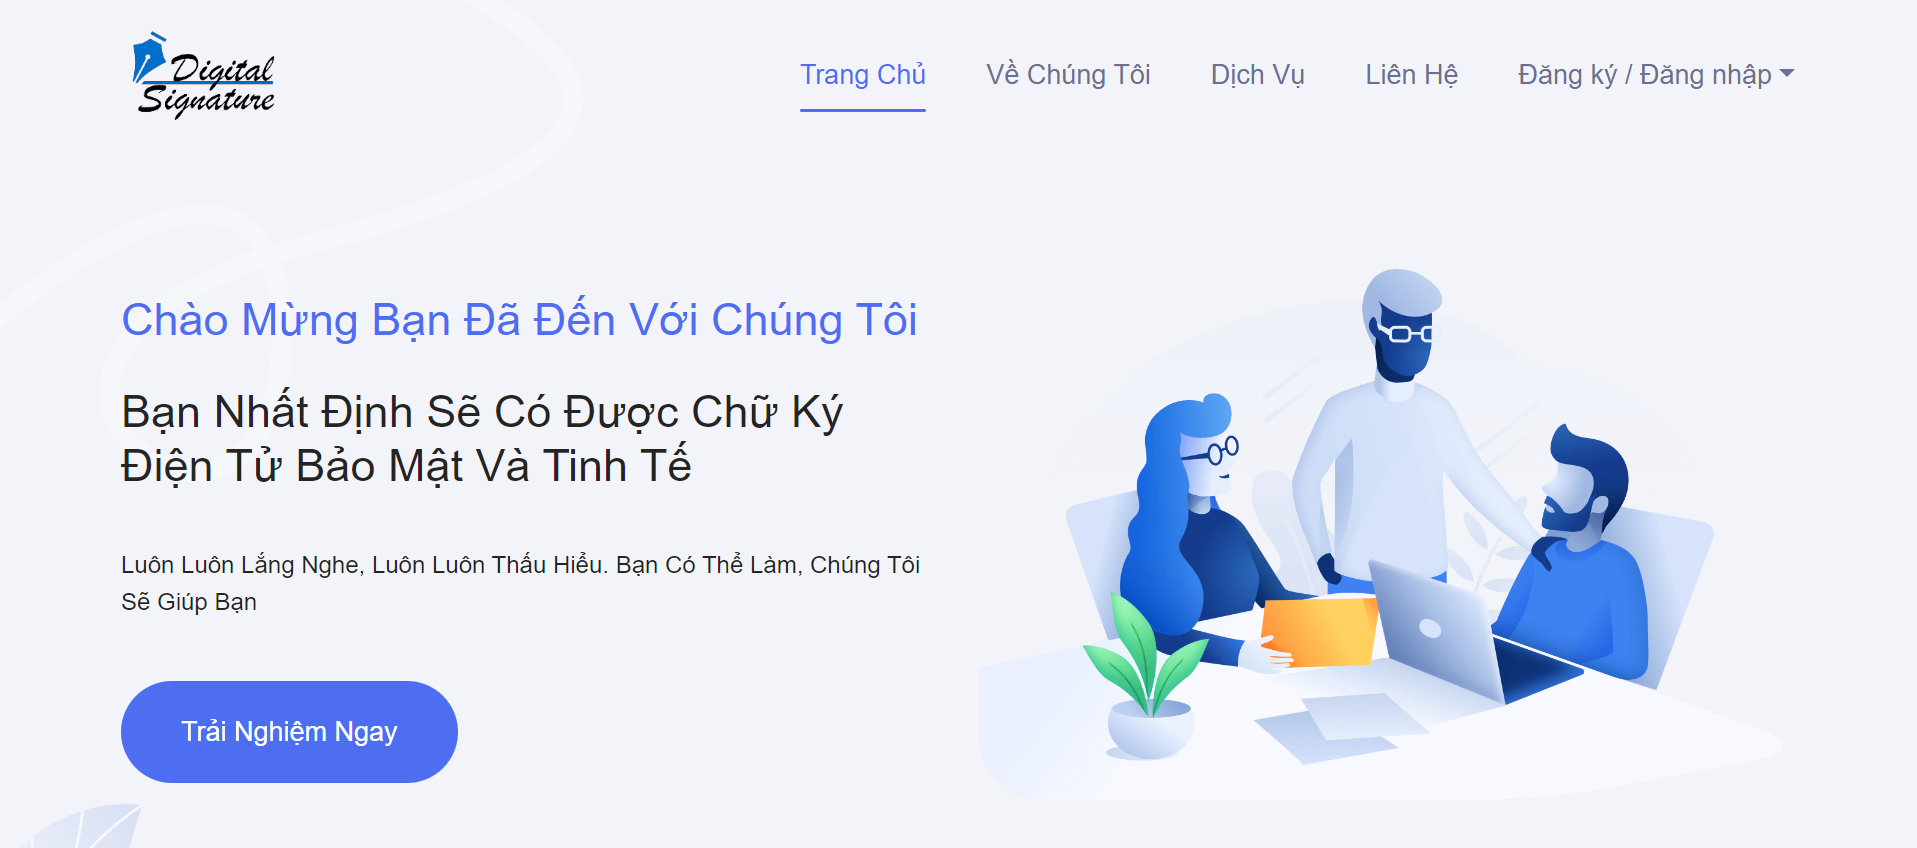 Digital
Signature
Trang Chủ
Về Chúng Tôi
Dịch Vụ
Liên Hệ
Đăng ký / Đăng nhập
Chào Mừng Bạn Đã Đến Với Chúng Tôi
Bạn Nhất Định Sẽ Có Được Chữ Ký
Điện Tử Bảo Mật Và Tinh Tế
Luôn Luôn Lắng Nghe, Luôn Luôn Thấu Hiểu. Bạn Có Thể Làm, Chúng Tôi
Sẽ Giúp Bạn
Trải Nghiệm Ngay